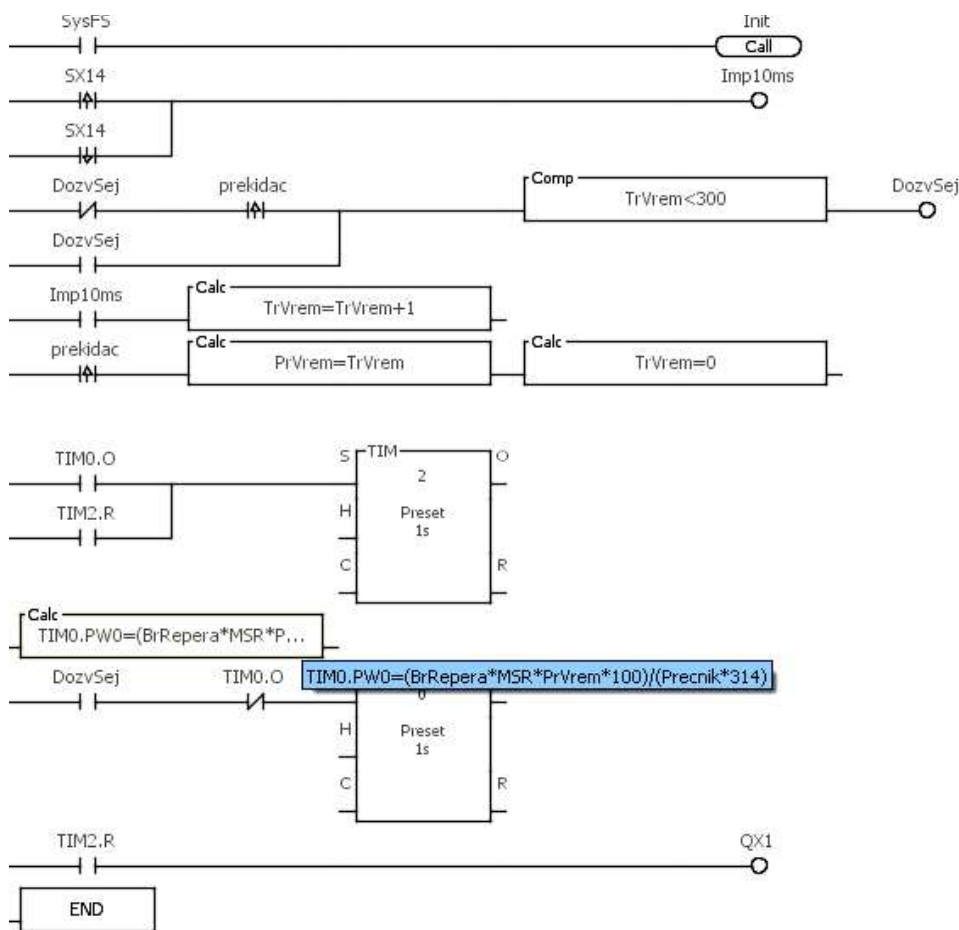 SysFS Init
Call
SX14 Imp10ms
SX14
DozvSej prekidac Comp TrVrem<300 DozvSej
DozvSej
Imp10ms Calc TrVrem=TrVrem+1
prekidac Calc PrVrem=TrVrem Calc TrVrem=0
TIM0.O S TIM O
2
TIM2.R H Preset
1s
C R
Calc
TIM0.PW0=(BrRepera*MSR*P...
DozvSej TIM0.O TIM0.PW0=(BrRepera*MSR*PrVrem*100)/(Precnik*314)
0
H Preset
1s
C R
TIM2.R QX1
END